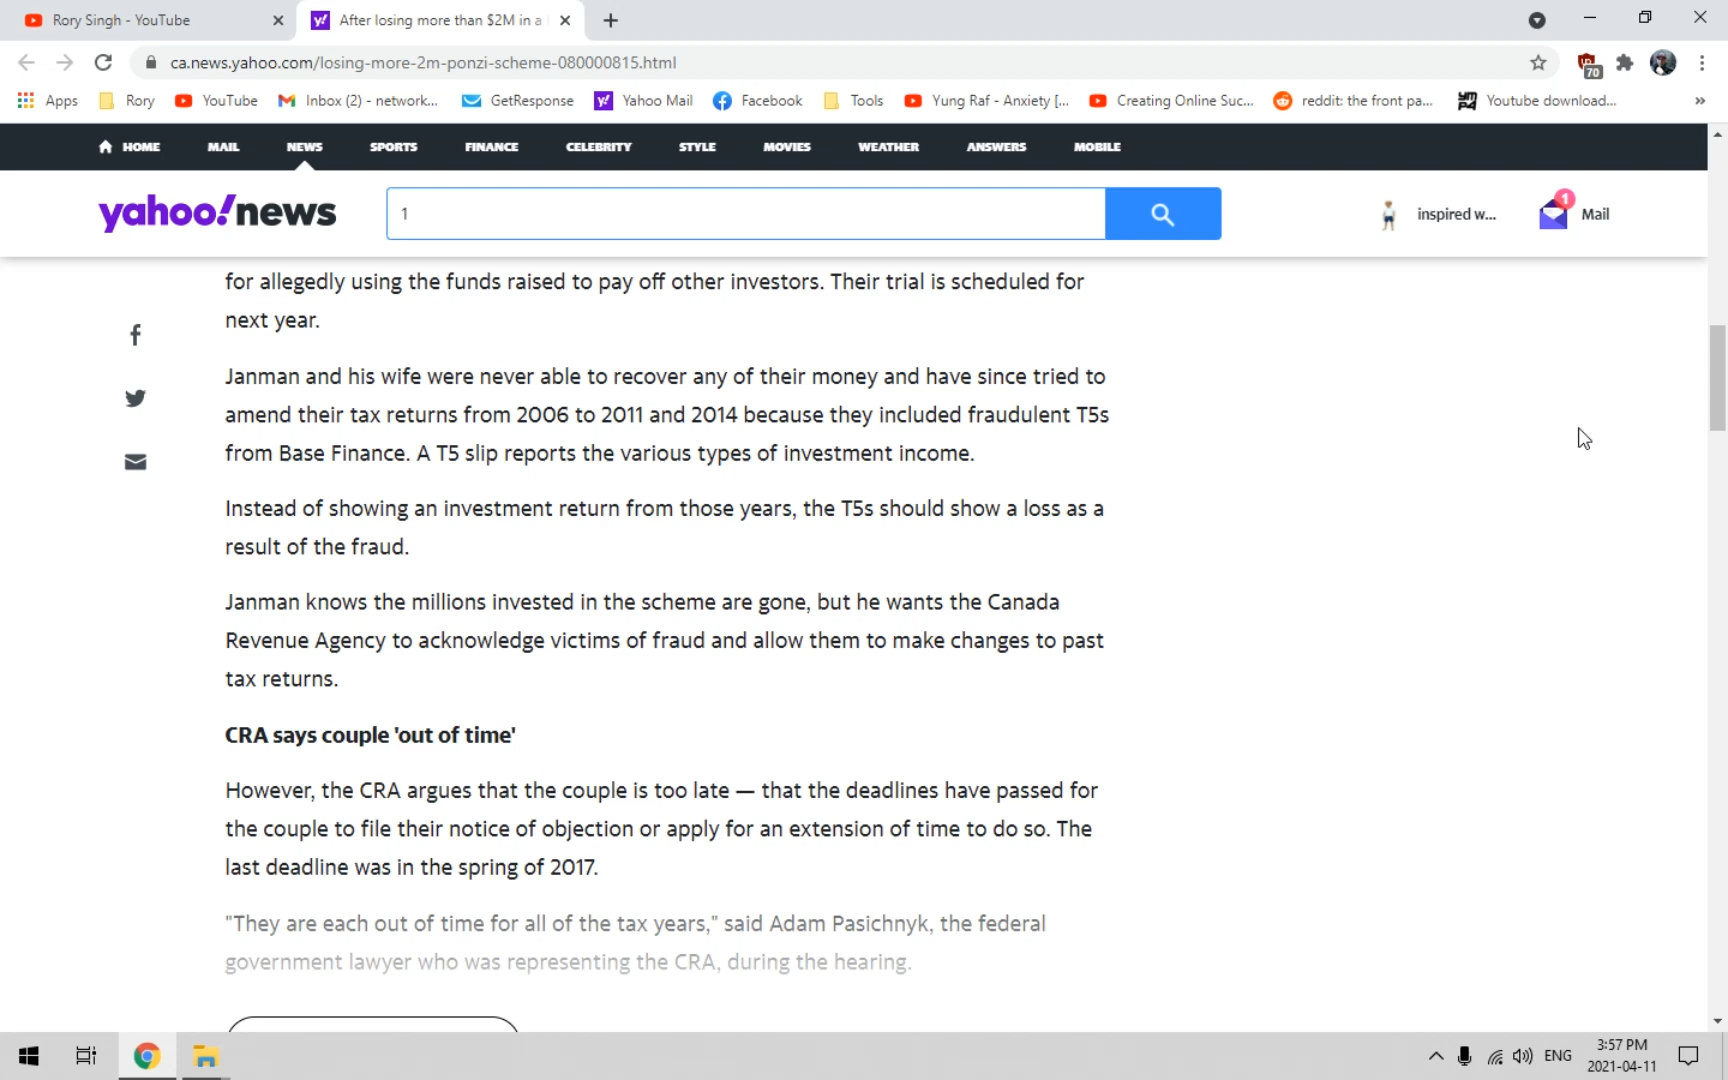 Rory Singh - YouTube
After losing more than $2M in a
ca.news.yahoo.com/losing-more-2m-ponzi-scheme-080000815.html
70
Apps Rory YouTube Inbox (2) - network... GetResponse Yahoo Mail Facebook Tools Yung Raf - Anxiety [... Creating Online Suc... reddit: the front pa... Youtube download...
HOME MAIL NEWS SPORTS FINANCE CELEBRITY STYLE MOVIES WEATHER ANSWERS MOBILE
yahoo!news
1
inspired w...
1
Mail
for allegedly using the funds raised to pay off other investors. Their trial is scheduled for
next year.
Janman and his wife were never able to recover any of their money and have since tried to
amend their tax returns from 2006 to 2011 and 2014 because they included fraudulent T5s
from Base Finance. A T5 slip reports the various types of investment income.
Instead of showing an investment return from those years, the T5s should show a loss as a
result of the fraud.
Janman knows the millions invested in the scheme are gone, but he wants the Canada
Revenue Agency to acknowledge victims of fraud and allow them to make changes to past
tax returns.
CRA says couple 'out of time'
However, the CRA argues that the couple is too late — that the deadlines have passed for
the couple to file their notice of objection or apply for an extension of time to do so. The
last deadline was in the spring of 2017.
"They are each out of time for all of the tax years," said Adam Pasichnyk, the federal
government lawyer who was representing the CRA, during the hearing.
ENG
3:57 PM
2021-04-11